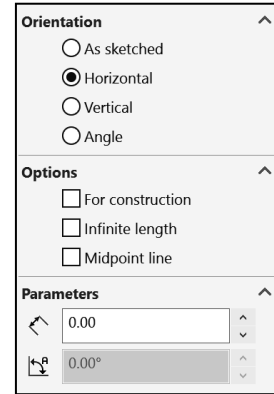 Orientation
As sketched
Horizontal
Vertical
Angle
Options
For construction
Infinite length
Midpoint line
Parameters
0.00
0.00°